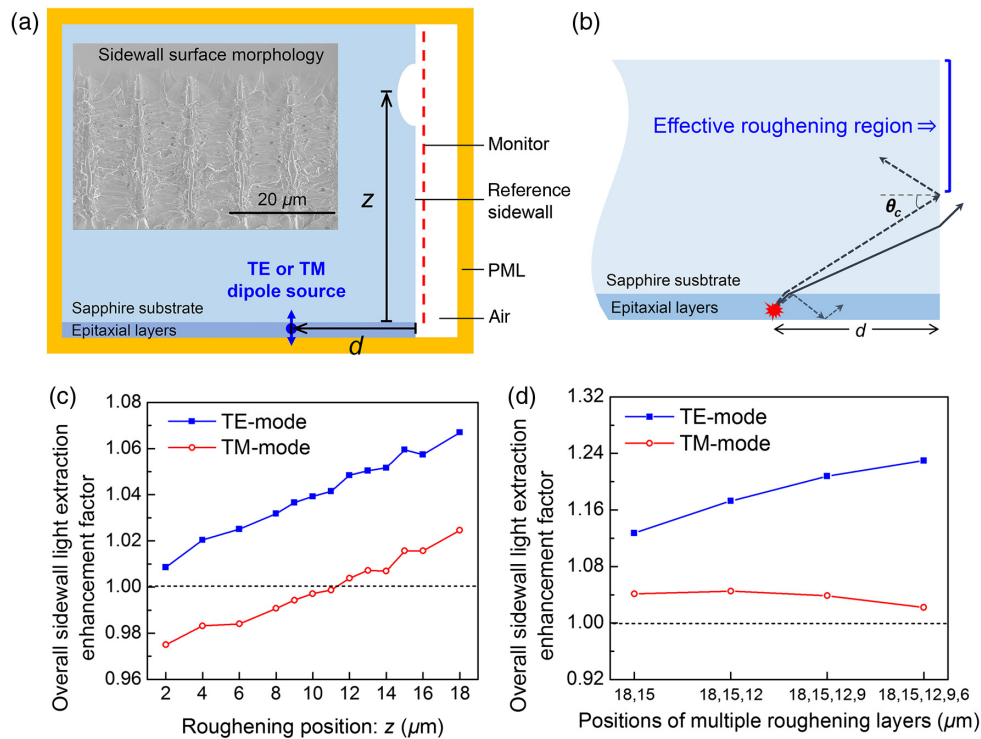 (a)
Sidewall surface morphology
20 μm
z
Monitor
Reference
sidewall
PML
Air
TE or TM
dipole source
Sapphire susbtrate
Epitaxial layers
d
(b)
Effective roughening region ⇒
θc
Sapphire susbtrate
Epitaxial layers
d
(c)
Overall sidewall light extraction
enhancement factor
1.08
1.06
1.04
1.02
1.00
0.98
0.96
TE-mode
TM-mode
2 4 6 8 10 12 14 16 18
Roughening position: z (μm)
(d)
Overall sidewall light extraction
enhancement factor
1.32
1.24
1.16
1.08
1.00
0.92
TE-mode
TM-mode
18,15 18,15,12 18,15,12,9 18,15,12,9,6
Positions of multiple roughening layers (μm)